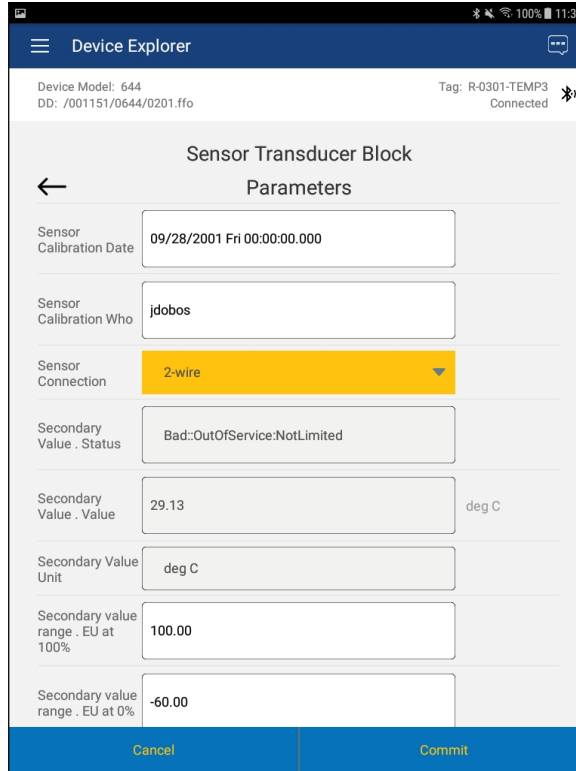 100% 11:3
Device Explorer
Device Model: 644
DD: /001151/0644/0201.ffo
Tag: R-0301-TEMP3
Connected
Sensor Transducer Block
Parameters
Sensor
Calibration Date
09/28/2001 Fri 00:00:00.000
Sensor
Calibration Who
jdobos
Sensor
Connection
2-wire
Secondary
Value . Status
Bad::OutOfService:NotLimited
Secondary
Value . Value
29.13
deg C
Secondary Value
Unit
deg C
Secondary value
range . EU at
100%
100.00
Secondary value
range . EU at 0%
-60.00
Cancel
Commit